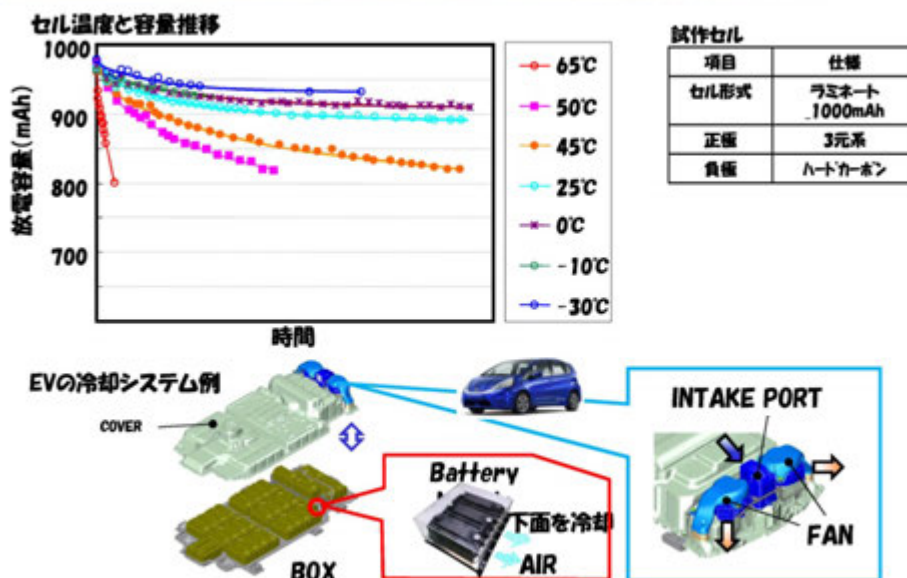 セル温度と容量推移
1000
900
800
700
放電容量(mAh)
時間
65℃
50℃
45℃
25℃
0℃
-10℃
-30℃
試作セル
項目 仕様
セル形式 ラミネート
_1000mAh
正極 3元系
負極 ハードカーボン
EVの冷却システム例
COVER
BOX
Battery
下面を冷却
AIR
INTAKE PORT
FAN